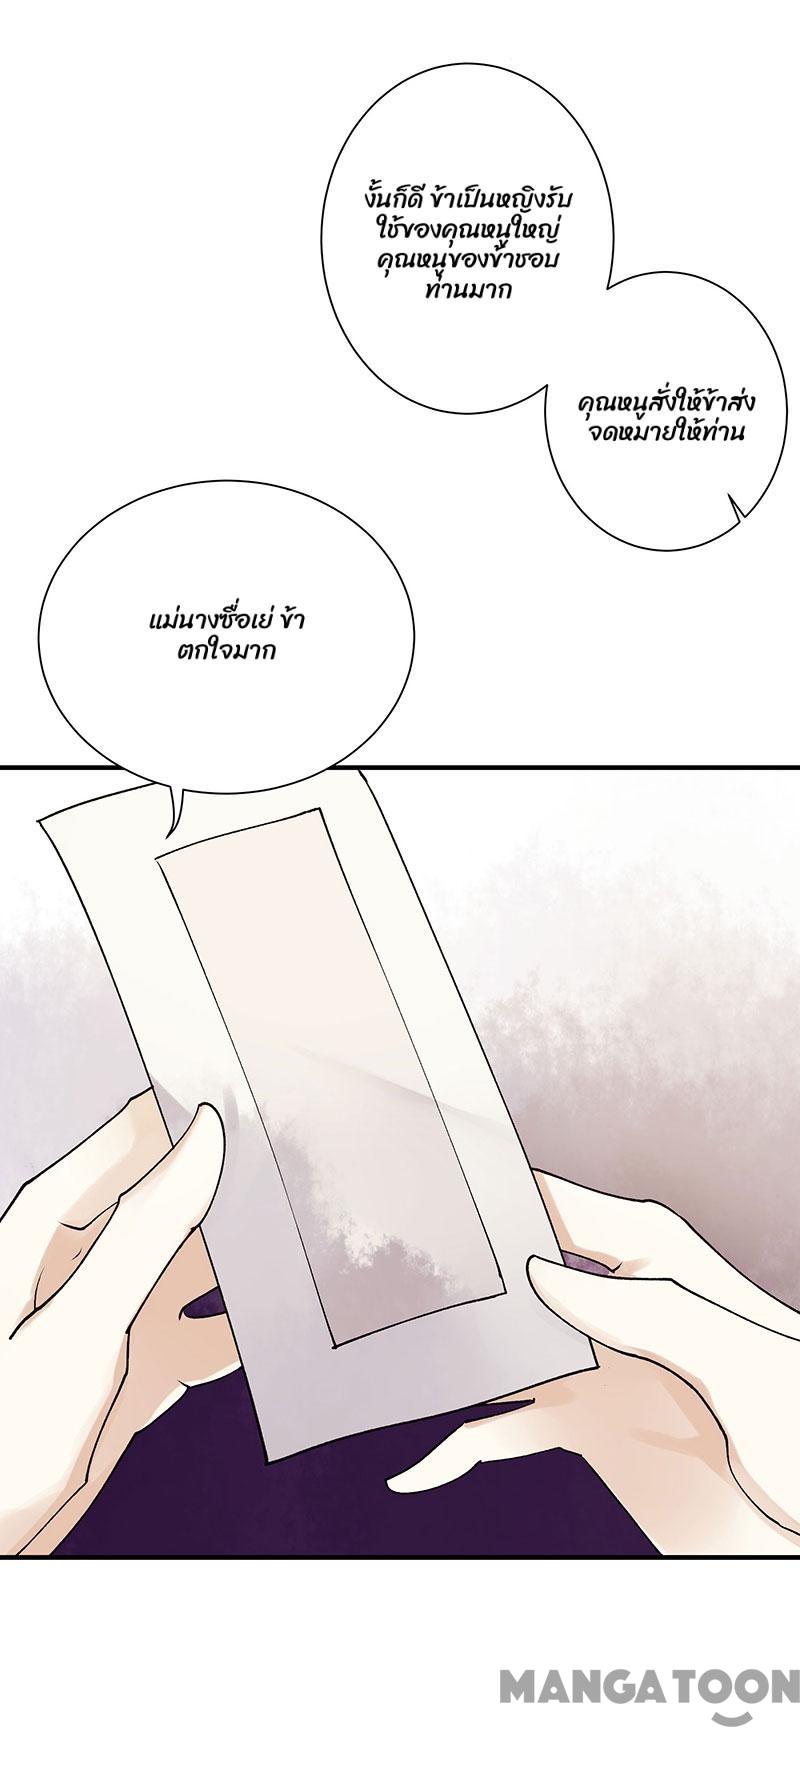 งั้นก็ดี ข้าเป็นหญิงรับ
ใช้ของคุณหนูใหญ่
คุณหนูของข้าชอบ
ท่านมาก
คุณหนูสั่งให้ข้าส่ง
จดหมายให้ท่าน
แม่นางซื่อเย่ ข้า
ตกใจมาก
MANGATOON